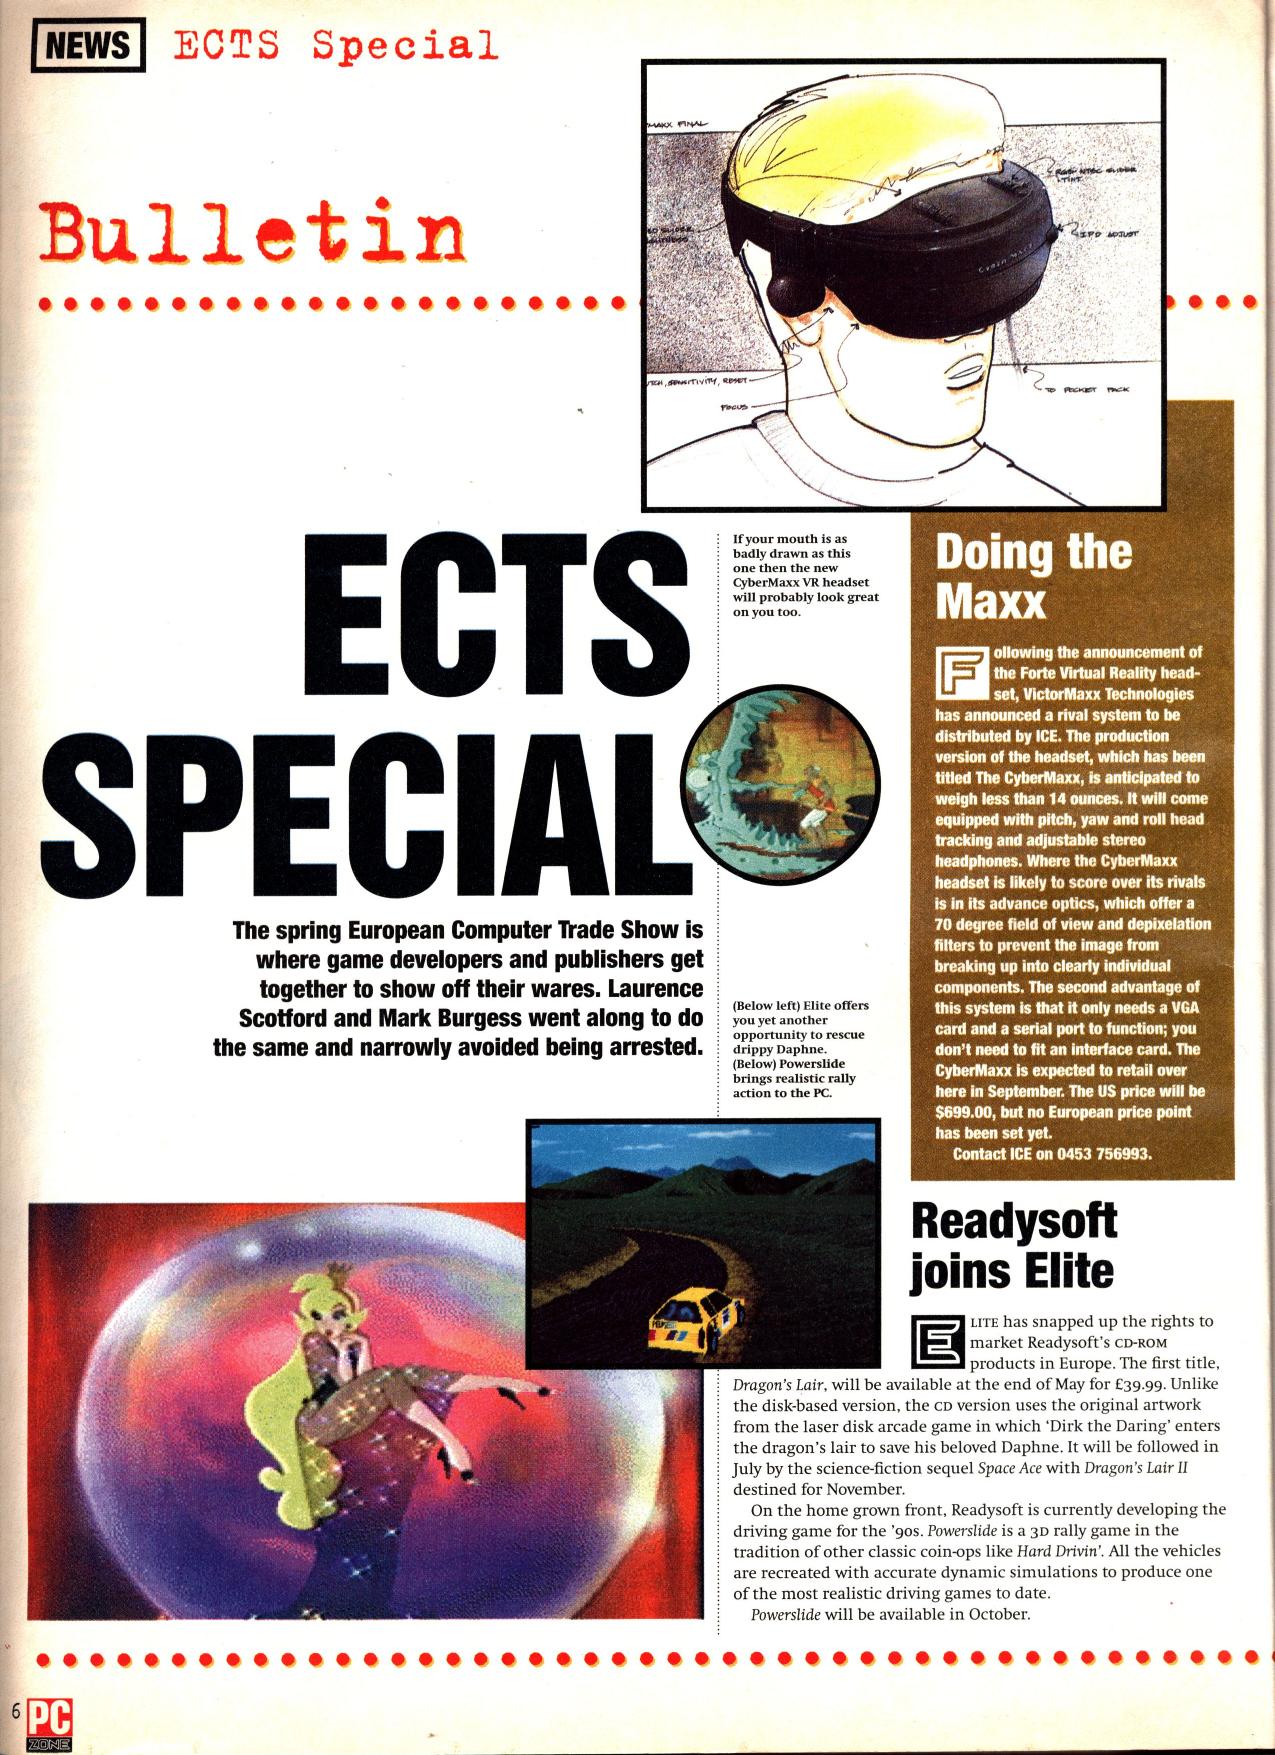 NEWS ECTS Special
Bulletin
MAXX FINAL
RGB NTSC SLIDER
TINT
IPD ADJUST
CYBER MAXX
SENSITIVITY, RESET
FOCUS
TO POCKET PACK
ECTS
SPECIAL
The spring European Computer Trade Show is
where game developers and publishers get
together to show off their wares. Laurence
Scotford and Mark Burgess went along to do
the same and narrowly avoided being arrested.
If your mouth is as
badly drawn as this
one then the new
CyberMaxx VR headset
will probably look great
on you too.
(Below left) Elite offers
you yet another
opportunity to rescue
drippy Daphne.
(Below) Powerslide
brings realistic rally
action to the PC.
Doing the
Maxx
Following the announcement of
the Forte Virtual Reality head-
set, VictorMaxx Technologies
has announced a rival system to be
distributed by ICE. The production
version of the headset, which has been
titled The CyberMaxx, is anticipated to
weigh less than 14 ounces. It will come
equipped with pitch, yaw and roll head
tracking and adjustable stereo
headphones. Where the CyberMaxx
headset is likely to score over its rivals
is in its advance optics, which offer a
70 degree field of view and depixelation
filters to prevent the image from
breaking up into clearly individual
components. The second advantage of
this system is that it only needs a VGA
card and a serial port to function; you
don't need to fit an interface card. The
CyberMaxx is expected to retail over
here in September. The US price will be
$699.00, but no European price point
has been set yet.
Contact ICE on 0453 756993.
Readysoft
joins Elite
ELITE has snapped up the rights to
market Readysoft's CD-ROM
products in Europe. The first title,
Dragon's Lair, will be available at the end of May for £39.99. Unlike
the disk-based version, the CD version uses the original artwork
from the laser disk arcade game in which 'Dirk the Daring' enters
the dragon's lair to save his beloved Daphne. It will be followed in
July by the science-fiction sequel Space Ace with Dragon's Lair II
destined for November.
On the home grown front, Readysoft is currently developing the
driving game for the '90s. Powerslide is a 3D rally game in the
tradition of other classic coin-ops like Hard Drivin'. All the vehicles
are recreated with accurate dynamic simulations to produce one
of the most realistic driving games to date.
Powerslide will be available in October.
6 PC
ZONE